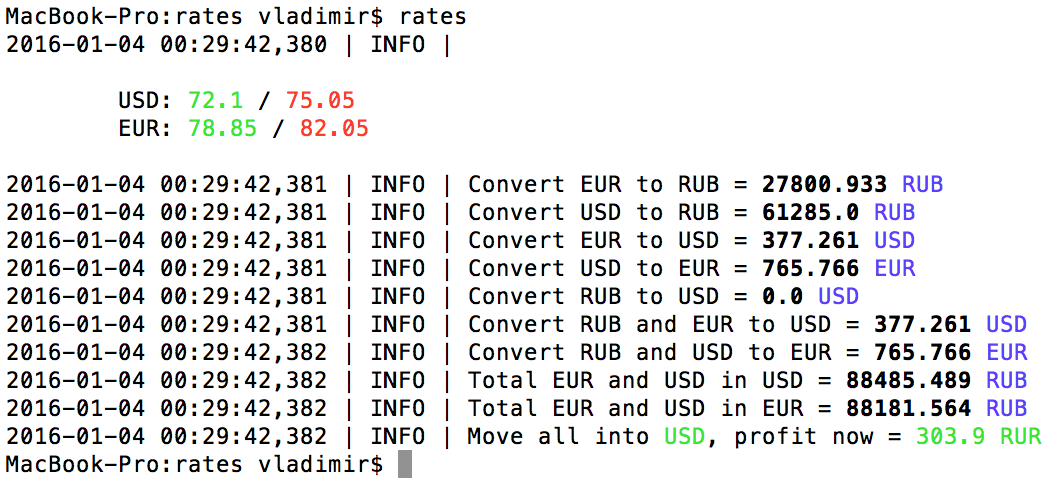 MacBook-Pro:rates vladimir$ rates
2016-01-04 00:29:42,380 | INFO |
USD: 72.1 / 75.05
EUR: 78.85 / 82.05
2016-01-04 00:29:42,381 | INFO | Convert EUR to RUB = 27800.933 RUB
2016-01-04 00:29:42,381 | INFO | Convert USD to RUB = 61285.0 RUB
2016-01-04 00:29:42,381 | INFO | Convert EUR to USD = 377.261 USD
2016-01-04 00:29:42,381 | INFO | Convert USD to EUR = 765.766 EUR
2016-01-04 00:29:42,381 | INFO | Convert RUB to USD = 0.0 USD
2016-01-04 00:29:42,381 | INFO | Convert RUB and EUR to USD = 377.261 USD
2016-01-04 00:29:42,382 | INFO | Convert RUB and USD to EUR = 765.766 EUR
2016-01-04 00:29:42,382 | INFO | Total EUR and USD in USD = 88485.489 RUB
2016-01-04 00:29:42,382 | INFO | Total EUR and USD in EUR = 88181.564 RUB
2016-01-04 00:29:42,382 | INFO | Move all into USD, profit now = 303.9 RUR
MacBook-Pro:rates vladimir$